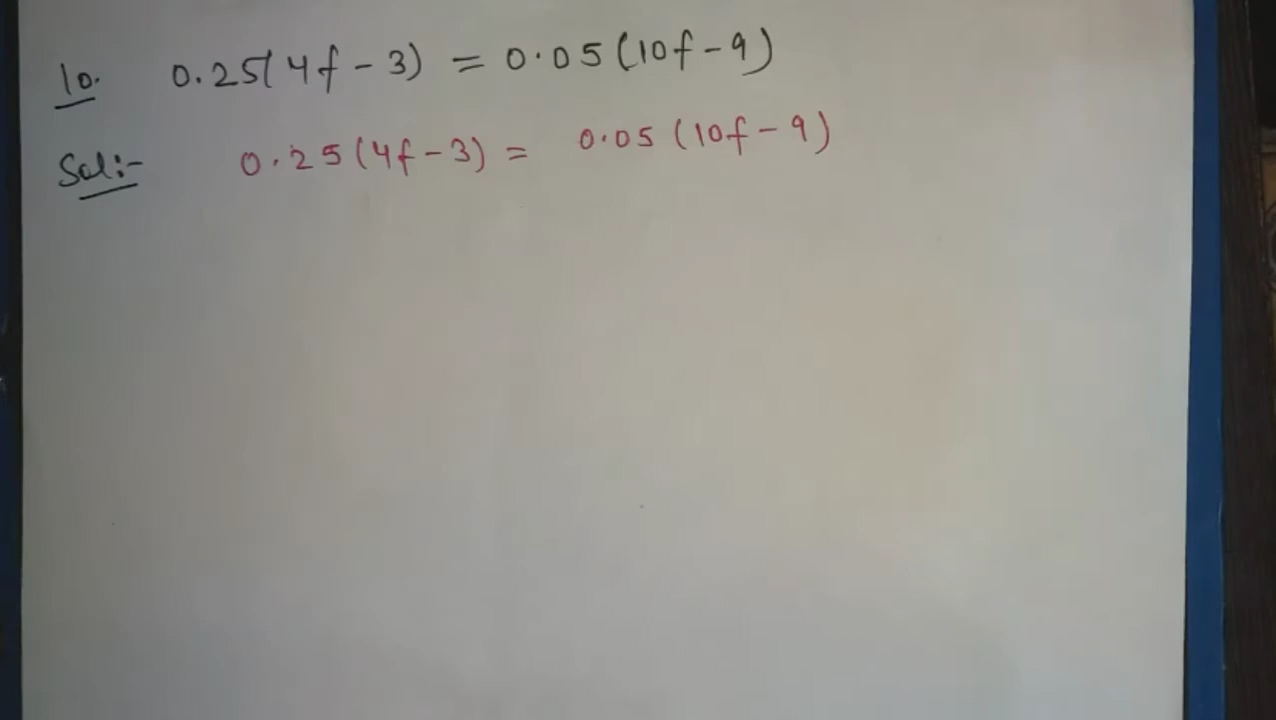 10. 0.25(4f-3) = 0.05(10f-9)
Sol:- 0.25(4f-3) = 0.05(10f-9)